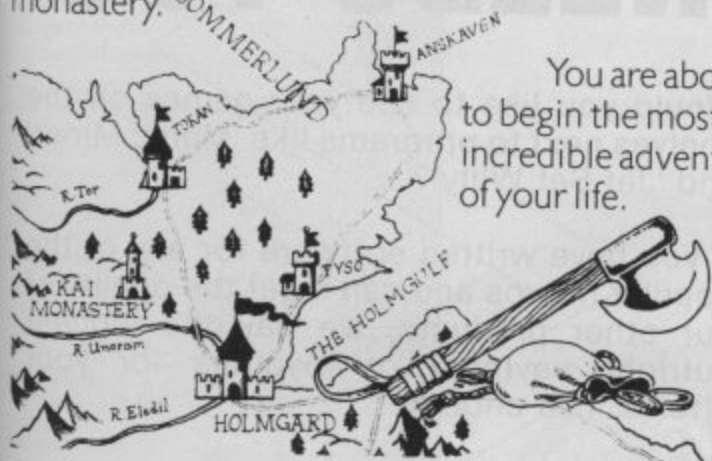 monastery.
SOMMERLUND
ANSKAVEN
You are abo
to begin the most
incredible advent
of your life.
TOKAN
R. Tor
TYSO
KAI
MONASTERY
THE HOLMGULF
R. Unoram
R. Eledil
HOLMGARD